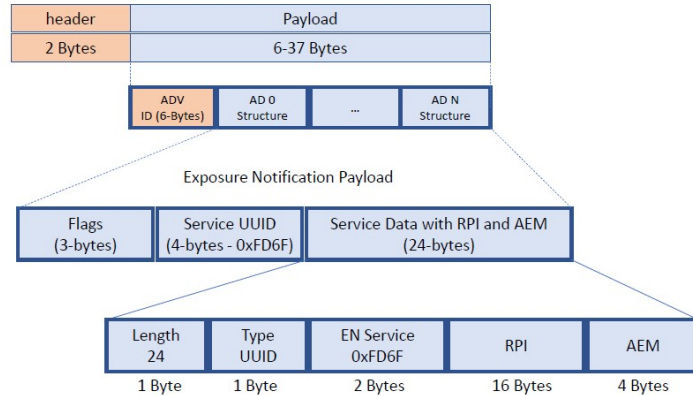 header Payload
2 Bytes 6-37 Bytes
ADV AD 0 ... AD N
ID (6-Bytes) Structure Structure
Exposure Notification Payload
Flags Service UUID Service Data with RPI and AEM
(3-bytes) (4-bytes - 0xFD6F) (24-bytes)
Length Type EN Service RPI AEM
24 UUID 0xFD6F
1 Byte 1 Byte 2 Bytes 16 Bytes 4 Bytes